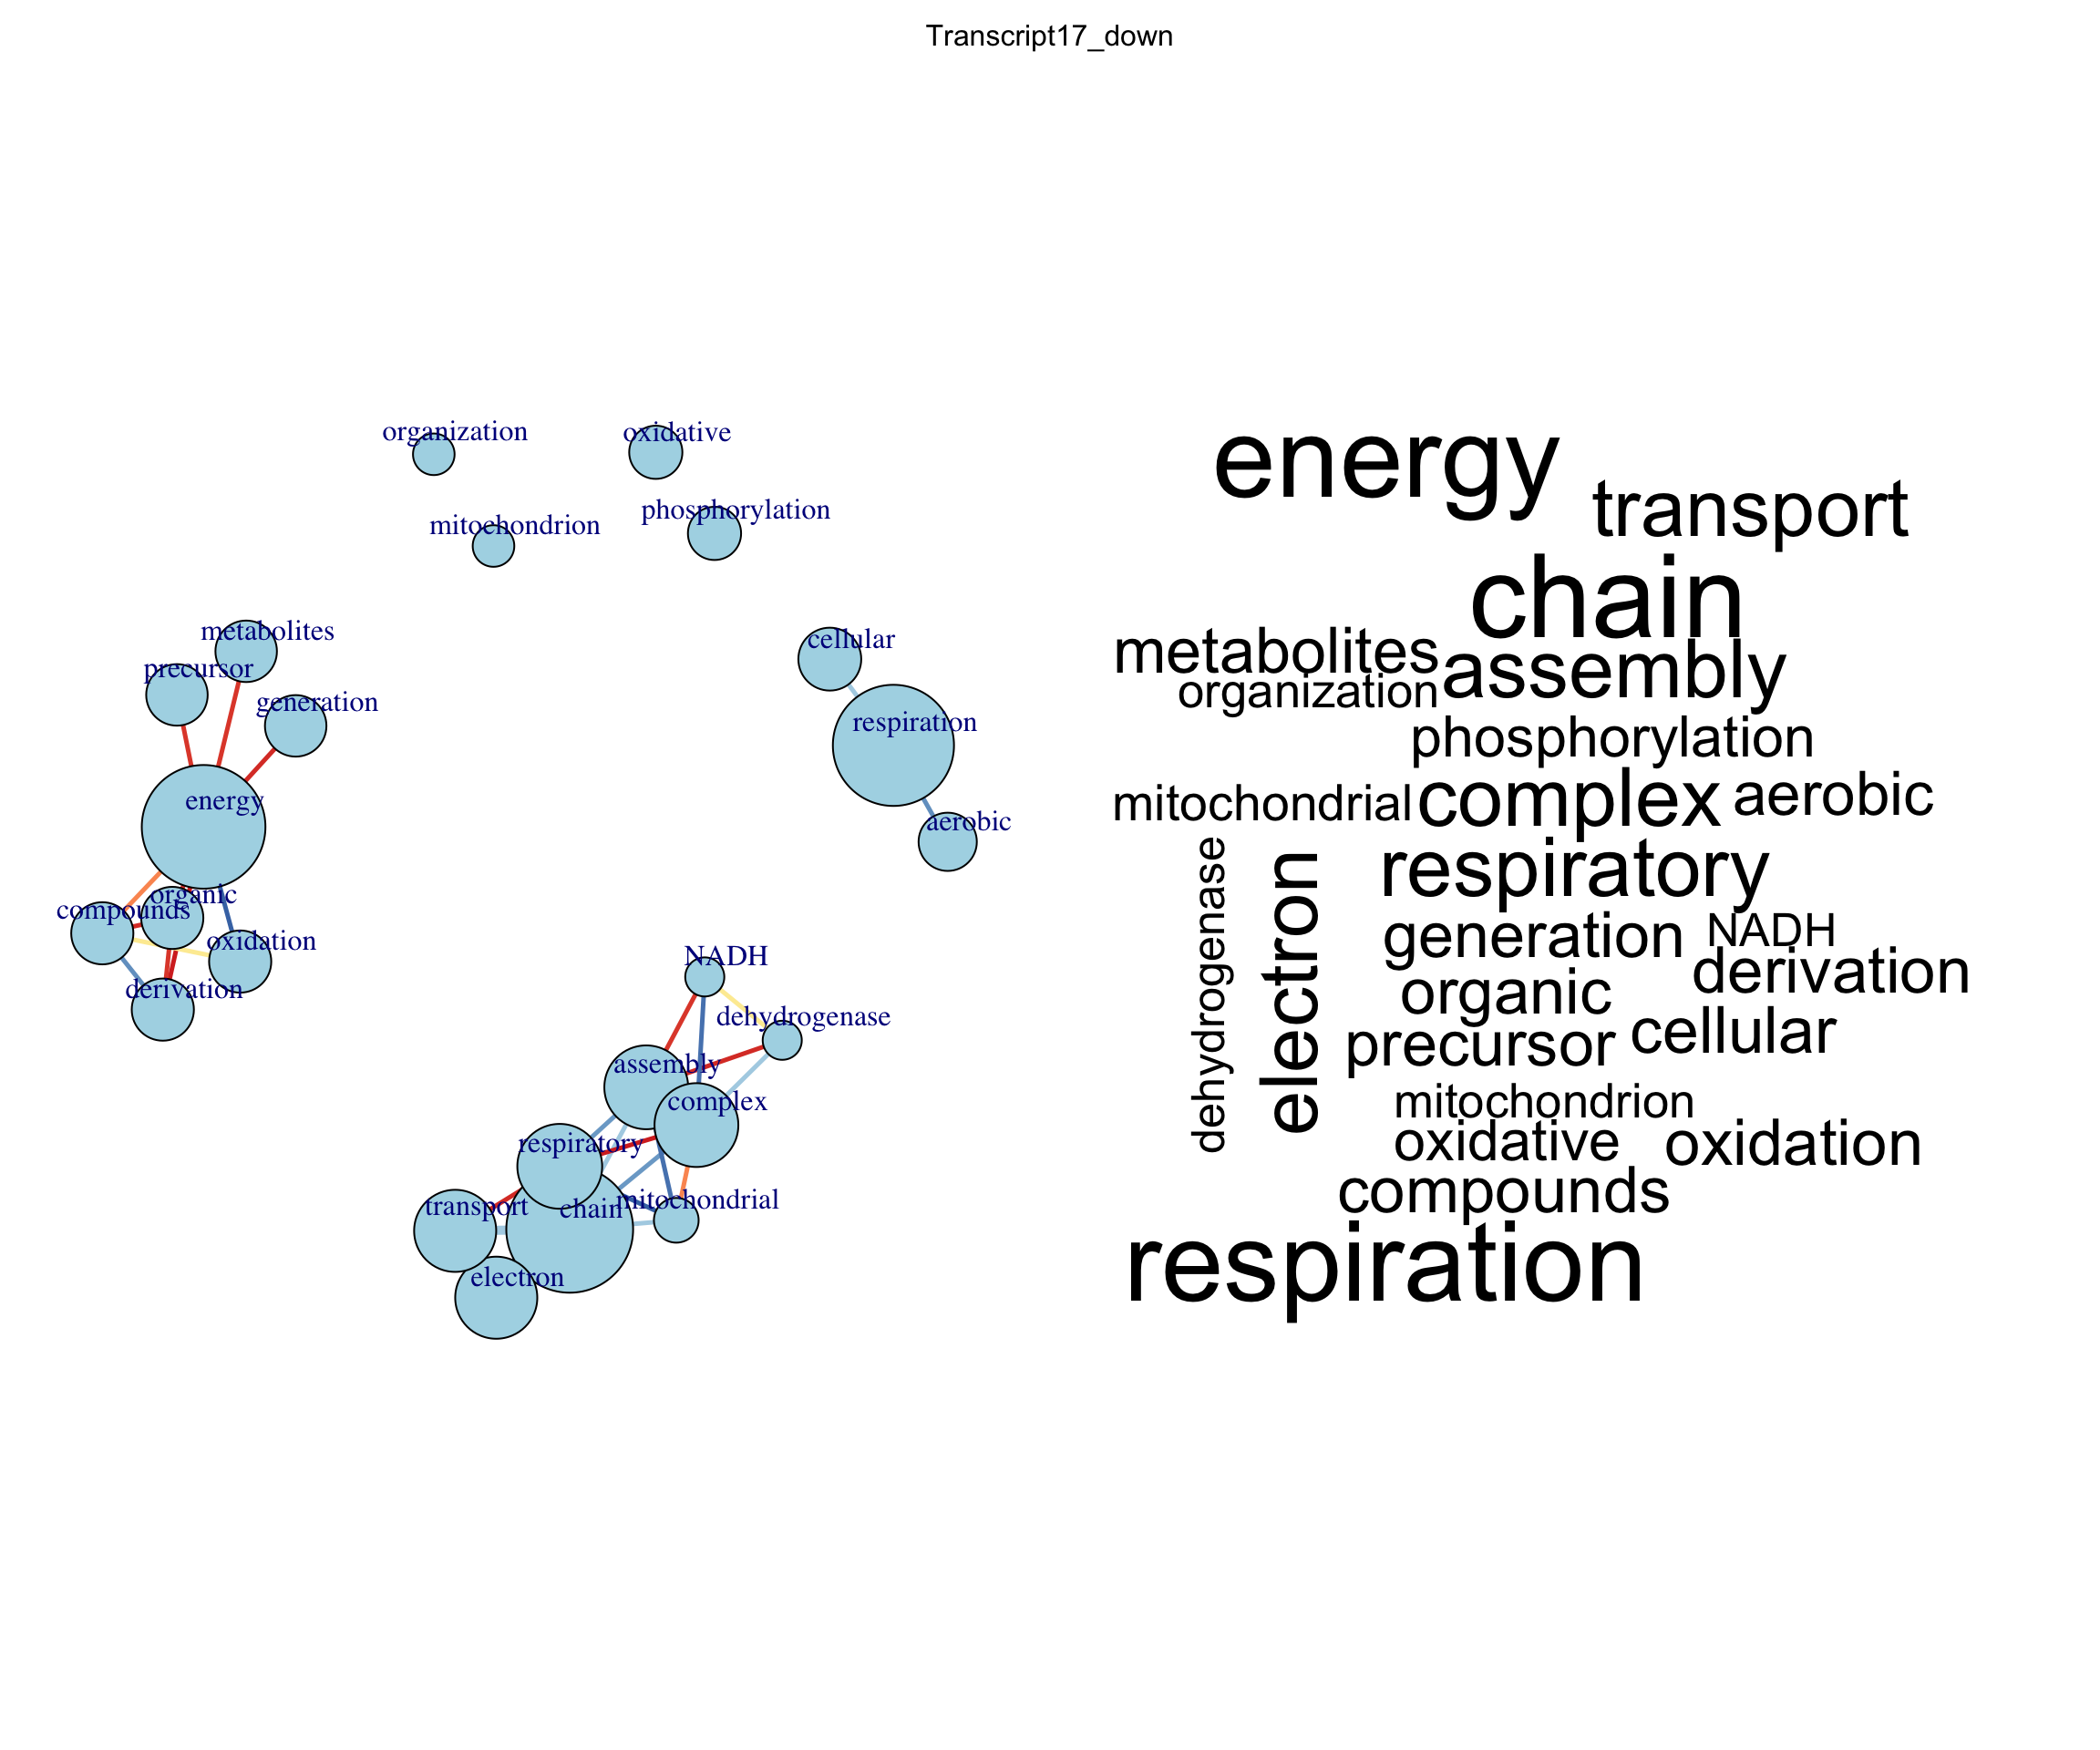 Transcript17_down
organization
oxidative
phosphorylation
mitochondrion
metabolites
precursor
generation
cellular
respiration
energy
aerobic
organic
compounds
oxidation
derivation
NADH
dehydrogenase
assembly
complex
respiratory
mitochondrial
transport
chain
electron
energy
transport
chain
metabolites
assembly
organization
phosphorylation
mitochondrial
complex
aerobic
respiratory
dehydrogenase
electron
generation
NADH
derivation
organic
cellular
precursor
mitochondrion
oxidative
oxidation
compounds
respiration